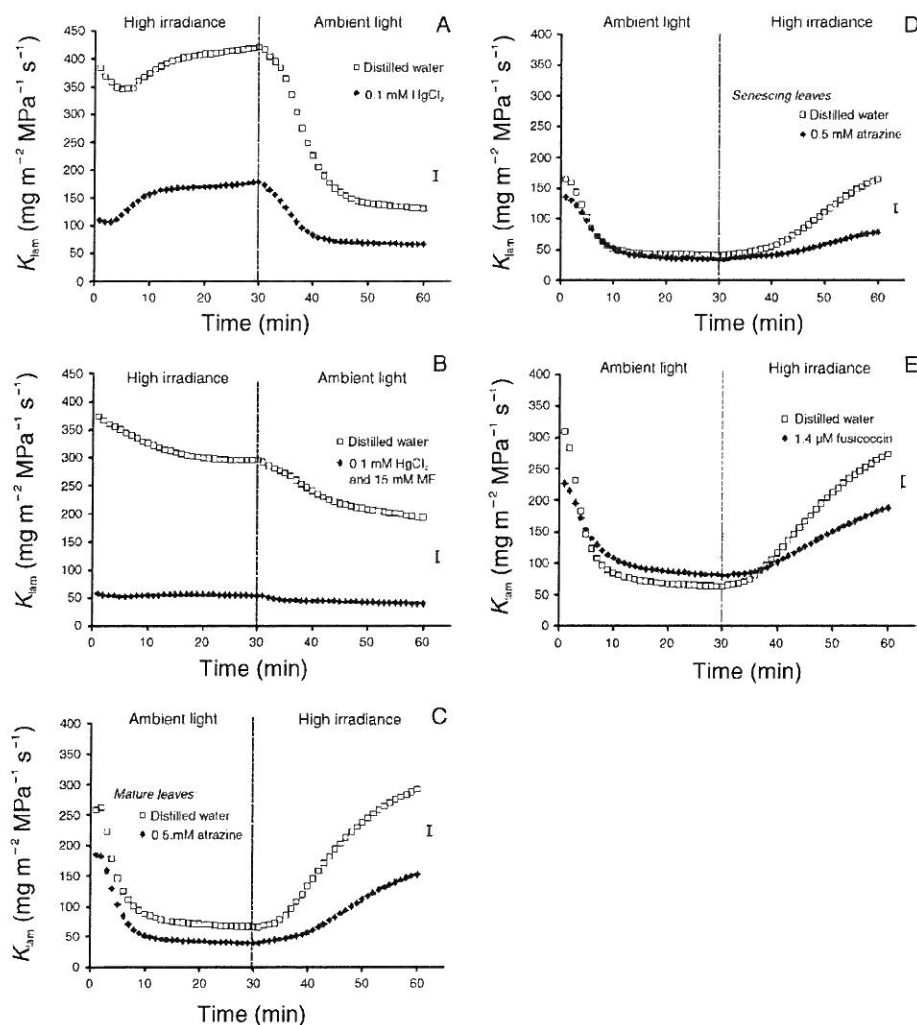 A
High irradiance
Ambient light
Distilled water
0.1 mM HgCl₂
Kₗₐₘ (mg m⁻² MPa⁻¹ s⁻¹)
450
400
350
300
250
200
150
100
50
0
0 10 20 30 40 50 60
Time (min)
B
High irradiance
Ambient light
Distilled water
0.1 mM HgCl₂
and 15 mM ME
Kₗₐₘ (mg m⁻² MPa⁻¹ s⁻¹)
450
400
350
300
250
200
150
100
50
0
0 10 20 30 40 50 60
Time (min)
C
Ambient light
High irradiance
Mature leaves
Distilled water
0.5 mM atrazine
Kₗₐₘ (mg m⁻² MPa⁻¹ s⁻¹)
400
350
300
250
200
150
100
50
0
0 10 20 30 40 50 60
Time (min)
D
Ambient light
High irradiance
Senescing leaves
Distilled water
0.5 mM atrazine
Kₗₐₘ (mg m⁻² MPa⁻¹ s⁻¹)
400
350
300
250
200
150
100
50
0
0 10 20 30 40 50 60
Time (min)
E
Ambient light
High irradiance
Distilled water
1.4 μM fusicoccin
Kₗₐₘ (mg m⁻² MPa⁻¹ s⁻¹)
400
350
300
250
200
150
100
50
0
0 10 20 30 40 50 60
Time (min)